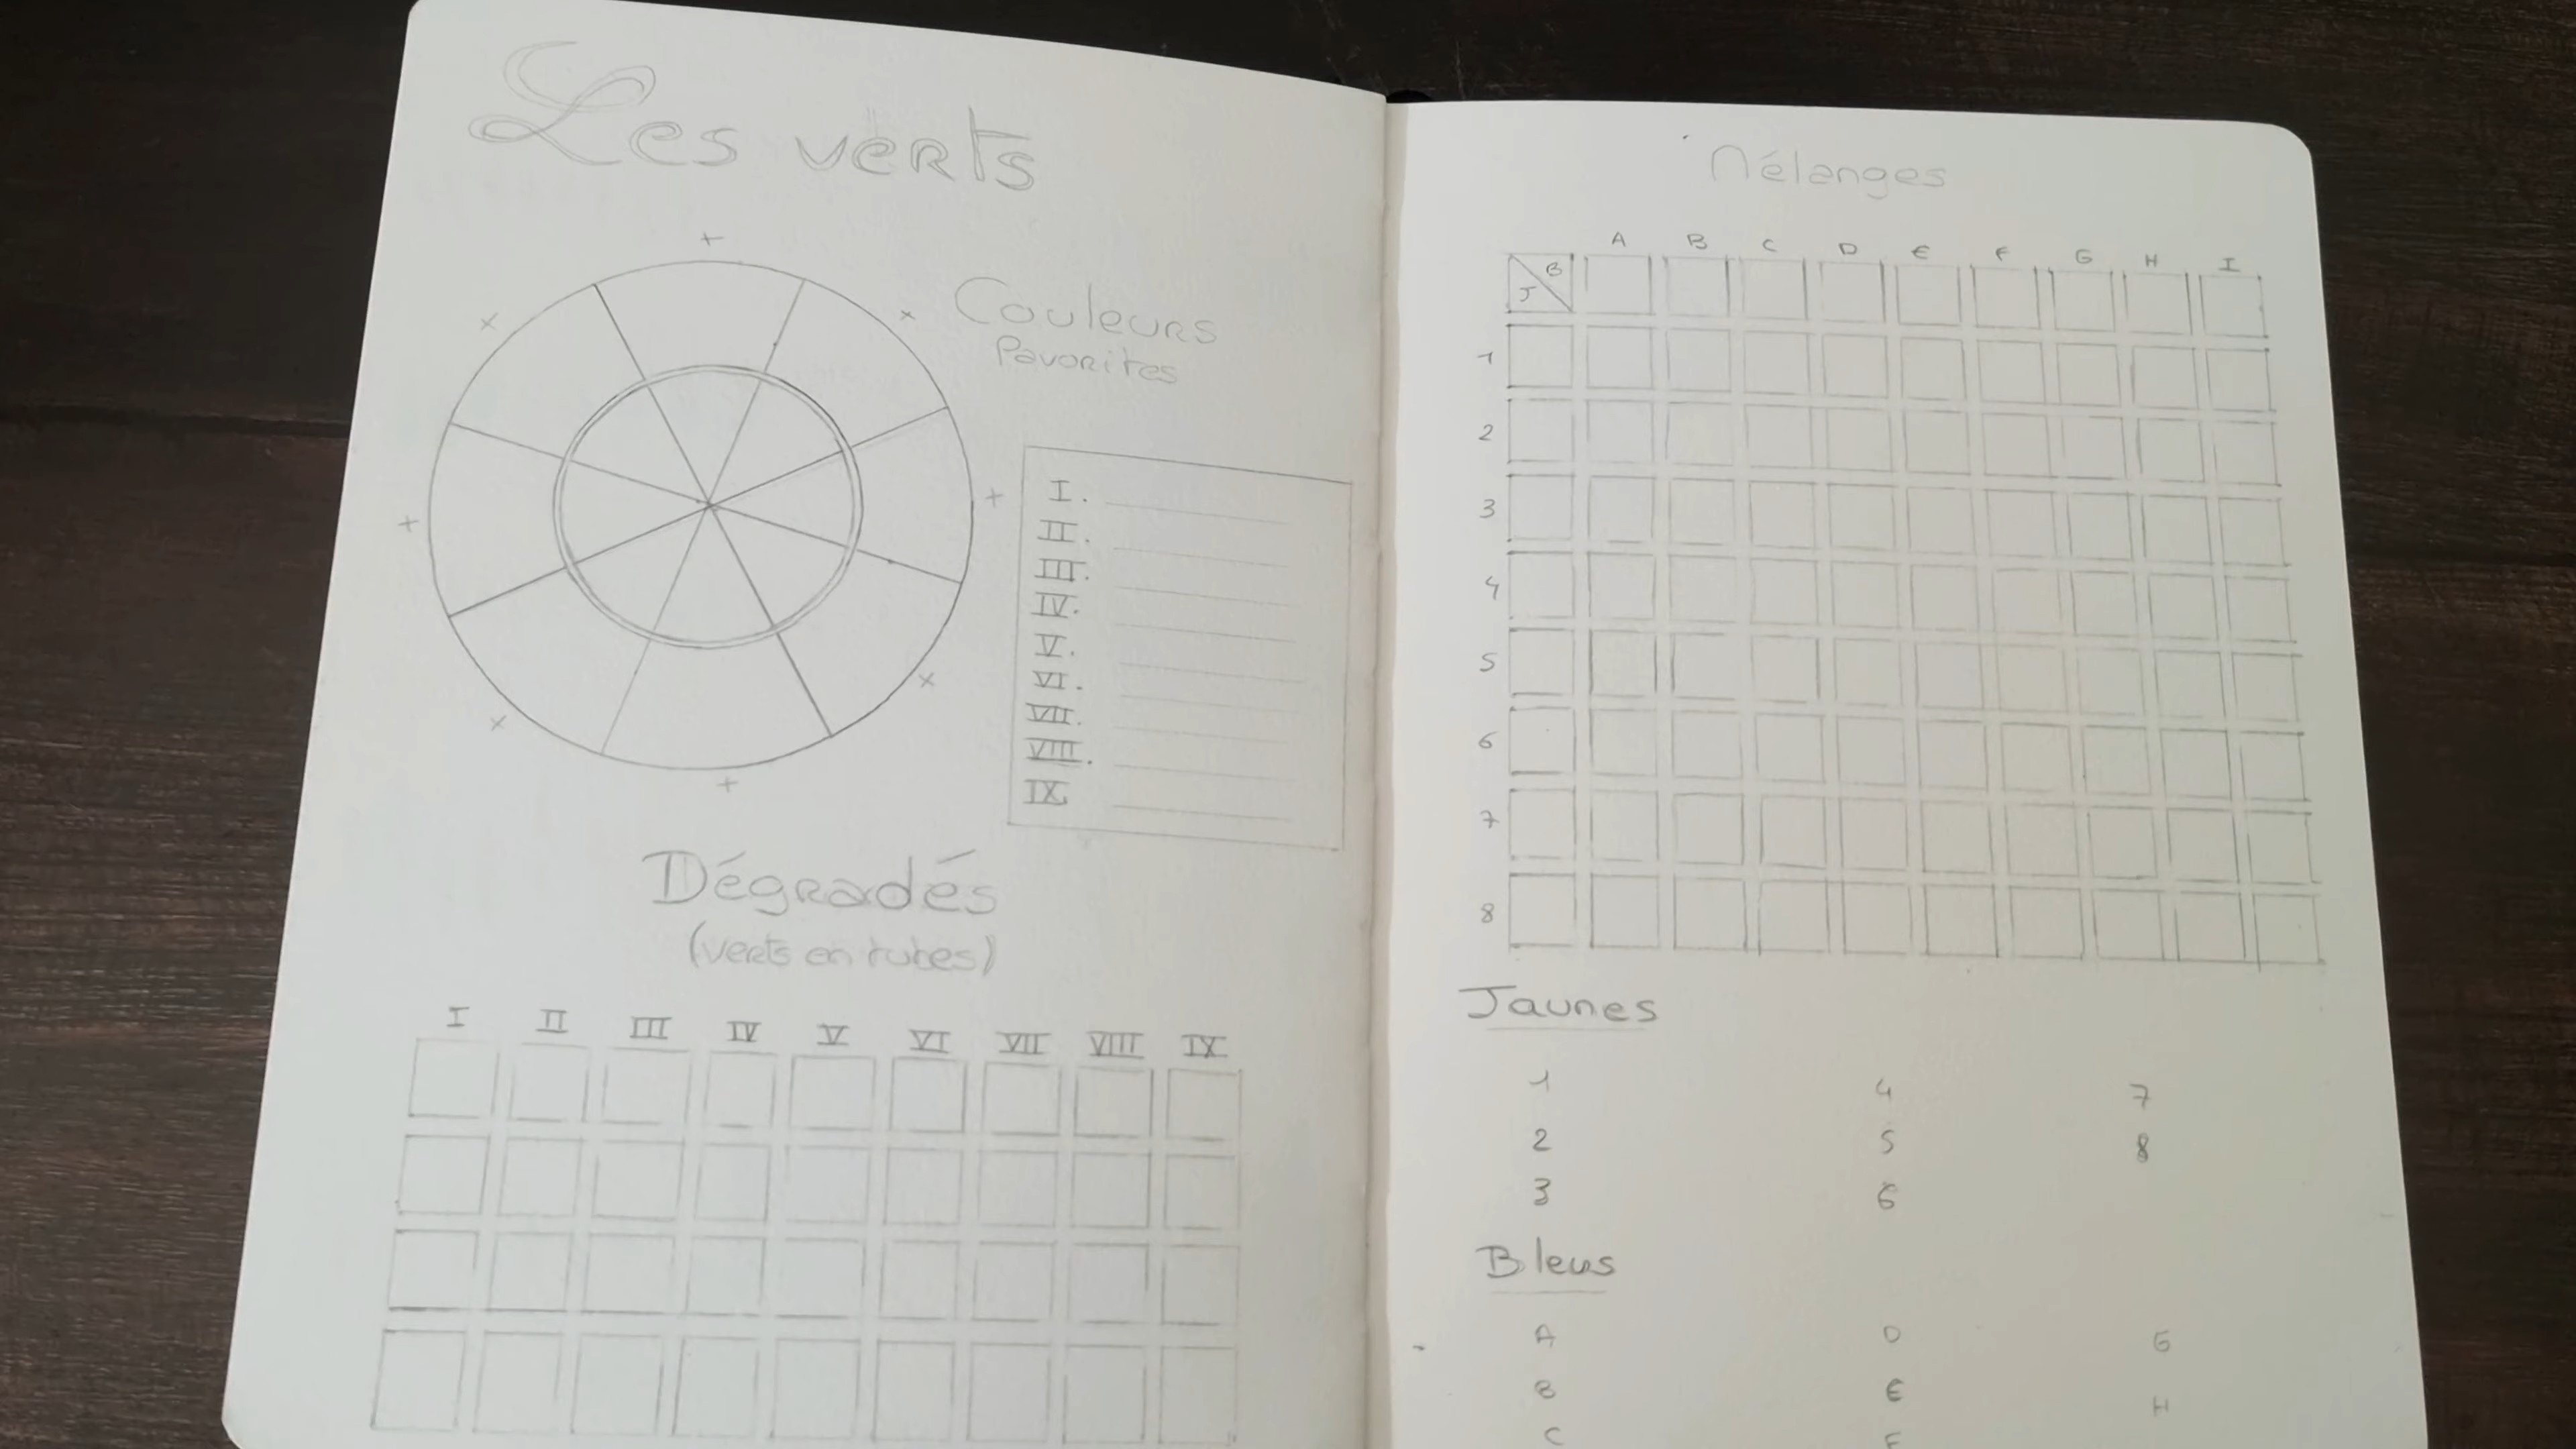 Les verts
Couleurs
Favorites
I.
II.
III.
IV.
V.
VI.
VII.
VIII.
IX.
Dégradés
(verts en tubes)
I II III IV V VI VII VIII IX
Mélanges
A B C D E F G H I
B
J
1
2
3
4
5
6
7
8
Jaunes
1 4 7
2 5 8
3 6
Bleus
A D G
B E H
C F